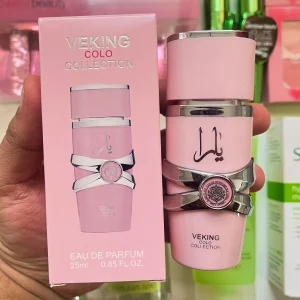 VEKING
COLO
COLLECTION
EAU DE PARFUM
25ml 0.85 FL OZ.
يارا
VEKING
COLO
COLLECTION